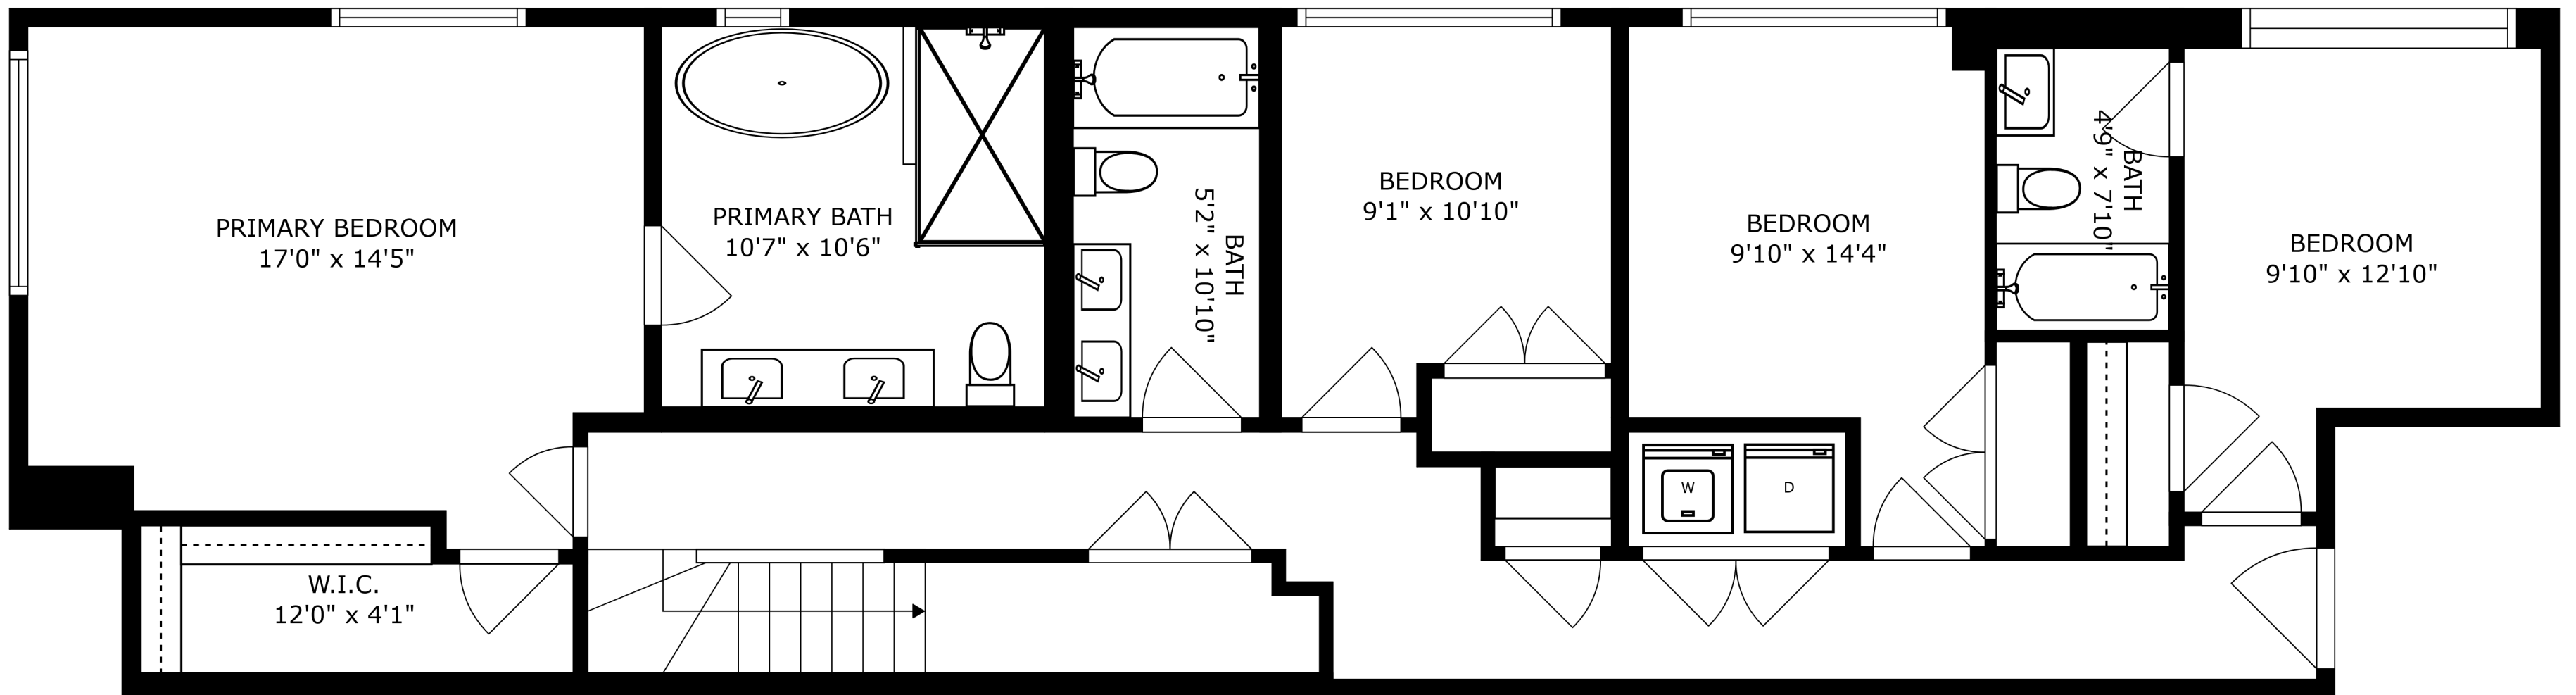 PRIMARY BEDROOM
17'0" x 14'5"
PRIMARY BATH
10'7" x 10'6"
BATH
5'2" x 10'10"
BEDROOM
9'1" x 10'10"
BEDROOM
9'10" x 14'4"
BATH
4'9" x 7'10"
BEDROOM
9'10" x 12'10"
W
D
W.I.C.
12'0" x 4'1"